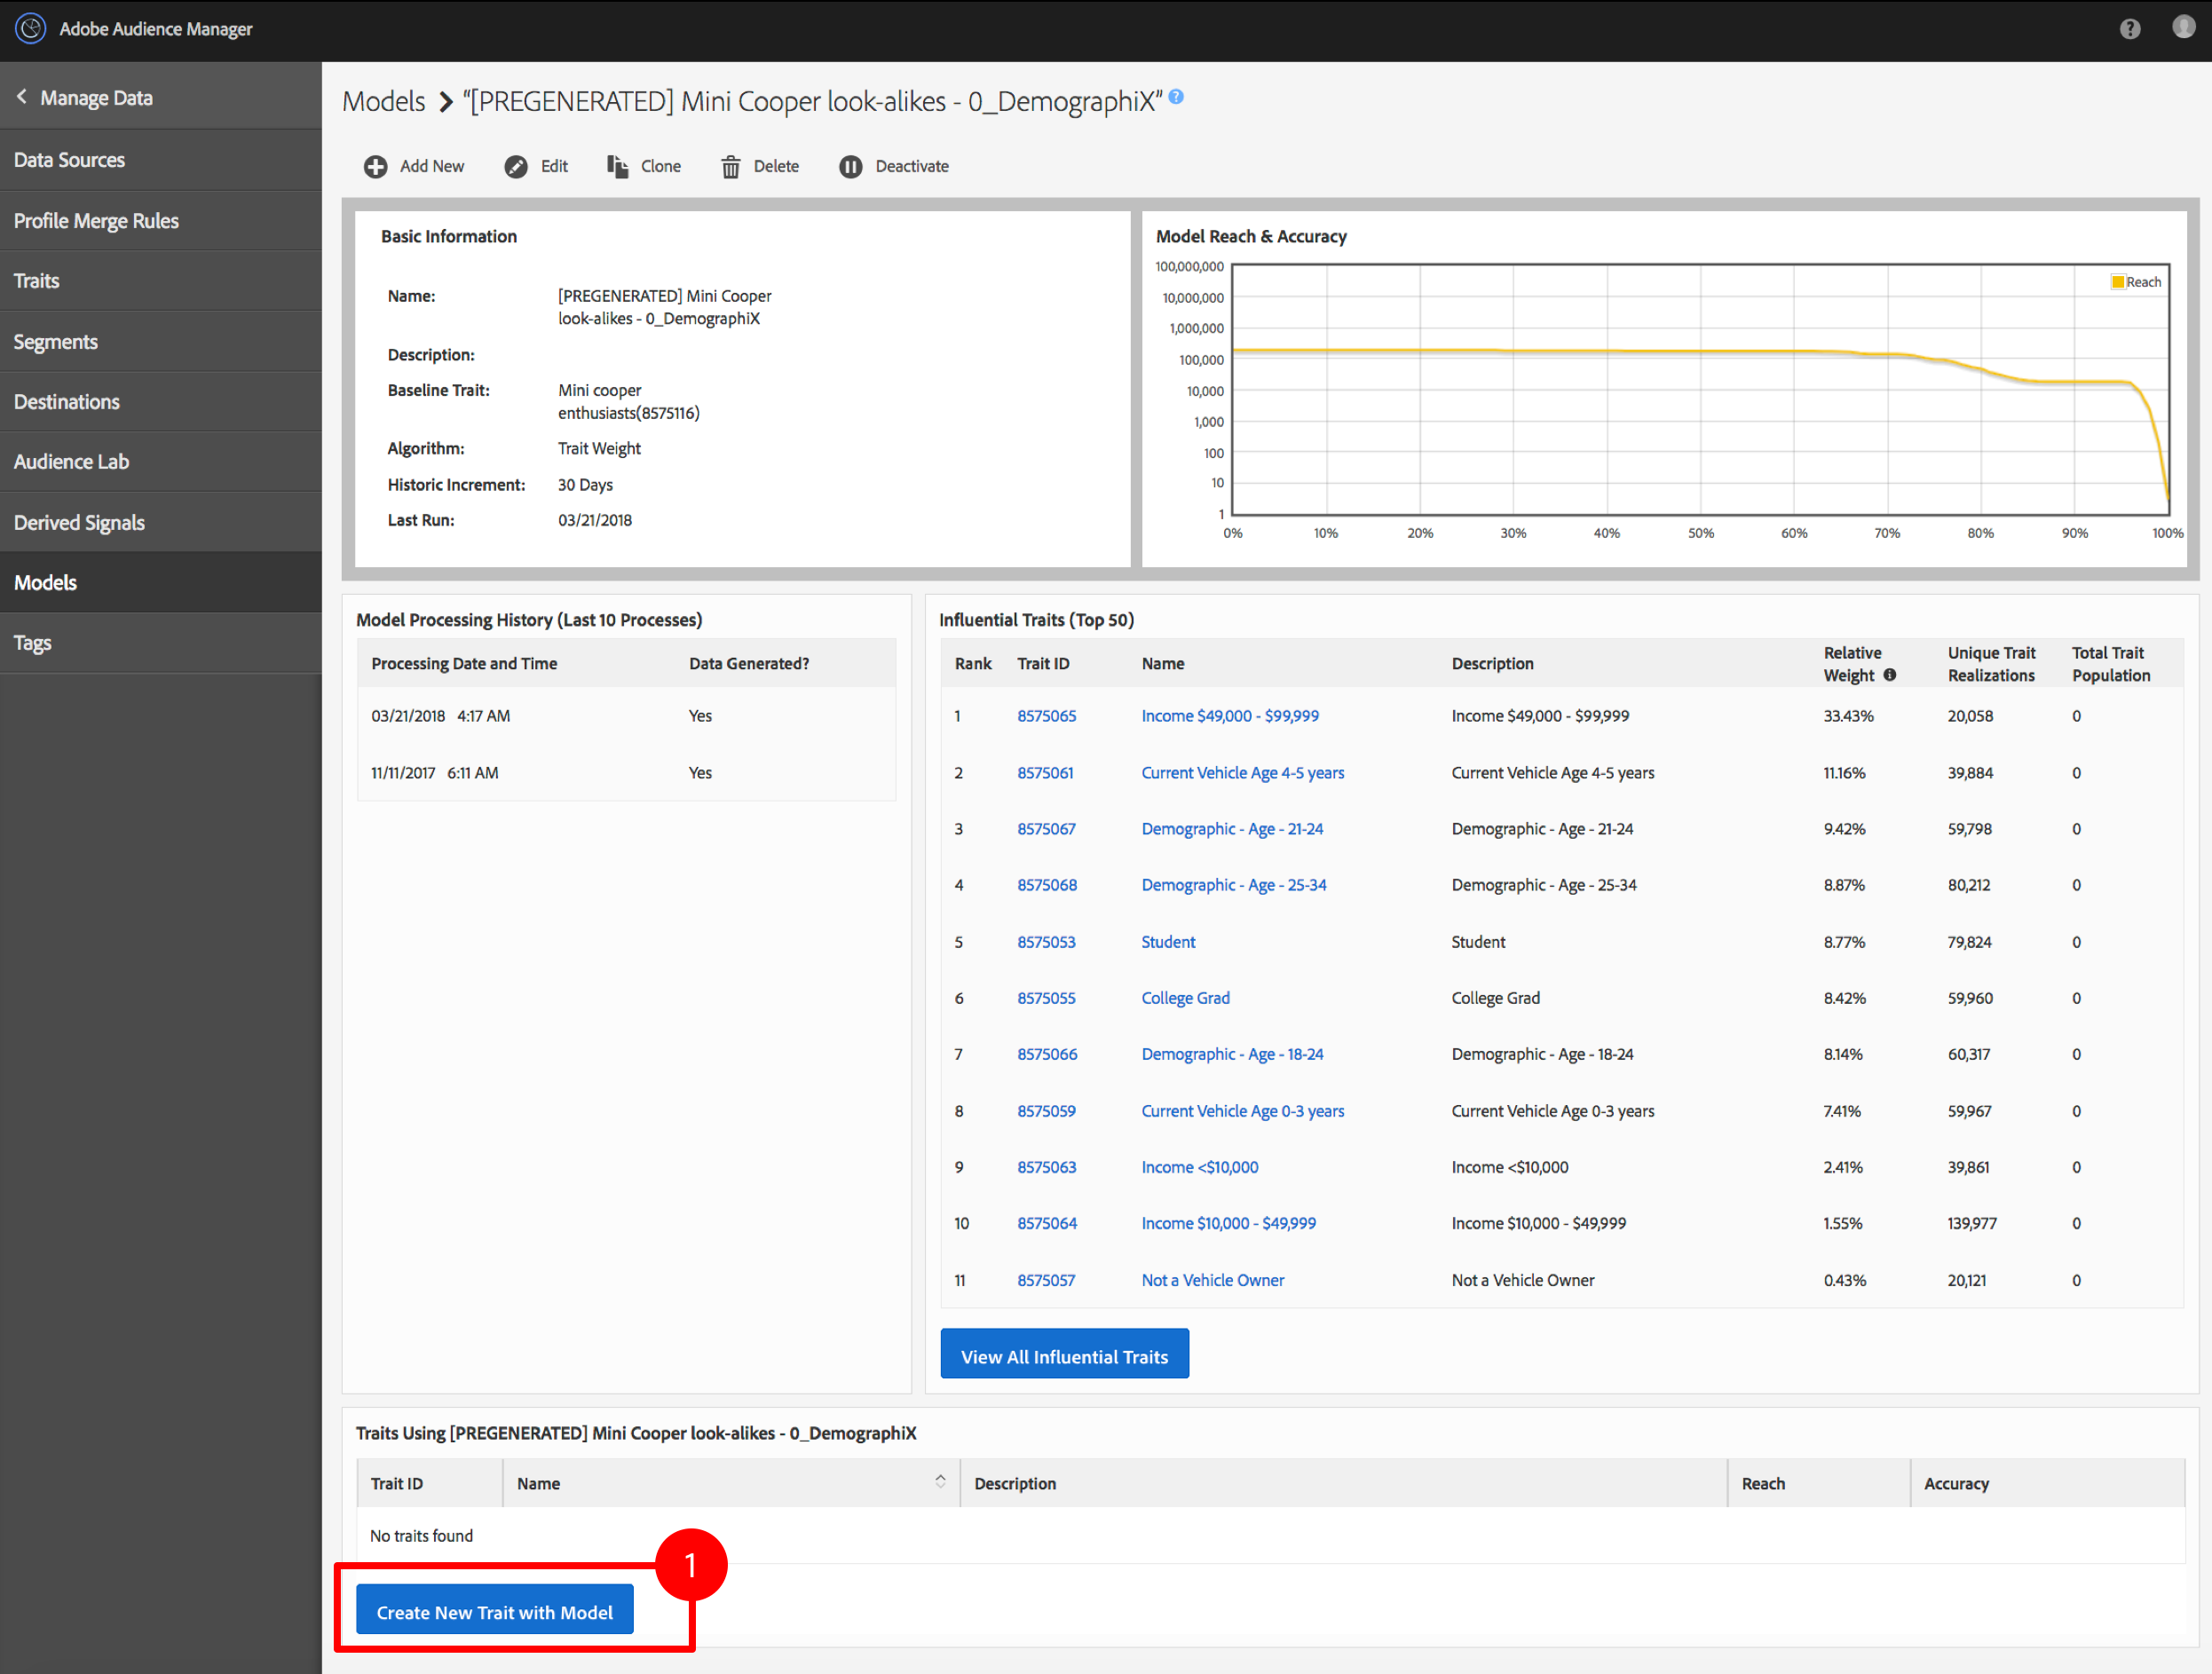 Adobe Audience Manager
?
Manage Data
Data Sources
Profile Merge Rules
Traits
Segments
Destinations
Audience Lab
Derived Signals
Models
Tags
Models > “[PREGENERATED] Mini Cooper look-alikes - 0_DemographiX” ?
Add New Edit Clone Delete Deactivate
Basic Information
Name: [PREGENERATED] Mini Cooper
look-alikes - 0_DemographiX
Description:
Baseline Trait: Mini cooper
enthusiasts(8575116)
Algorithm: Trait Weight
Historic Increment: 30 Days
Last Run: 03/21/2018
Model Reach & Accuracy
Reach
100,000,000
10,000,000
1,000,000
100,000
10,000
1,000
100
10
1
0% 10% 20% 30% 40% 50% 60% 70% 80% 90% 100%
Model Processing History (Last 10 Processes)
Processing Date and Time Data Generated?
03/21/2018 4:17 AM Yes
11/11/2017 6:11 AM Yes
Influential Traits (Top 50)
Rank Trait ID Name Description Relative Weight Unique Trait Realizations Total Trait Population
1 8575065 Income $49,000 - $99,999 Income $49,000 - $99,999 33.43% 20,058 0
2 8575061 Current Vehicle Age 4-5 years Current Vehicle Age 4-5 years 11.16% 39,884 0
3 8575067 Demographic - Age - 21-24 Demographic - Age - 21-24 9.42% 59,798 0
4 8575068 Demographic - Age - 25-34 Demographic - Age - 25-34 8.87% 80,212 0
5 8575053 Student Student 8.77% 79,824 0
6 8575055 College Grad College Grad 8.42% 59,960 0
7 8575066 Demographic - Age - 18-24 Demographic - Age - 18-24 8.14% 60,317 0
8 8575059 Current Vehicle Age 0-3 years Current Vehicle Age 0-3 years 7.41% 59,967 0
9 8575063 Income <$10,000 Income <$10,000 2.41% 39,861 0
10 8575064 Income $10,000 - $49,999 Income $10,000 - $49,999 1.55% 139,977 0
11 8575057 Not a Vehicle Owner Not a Vehicle Owner 0.43% 20,121 0
View All Influential Traits
Traits Using [PREGENERATED] Mini Cooper look-alikes - 0_DemographiX
Trait ID Name Description Reach Accuracy
No traits found
1
Create New Trait with Model